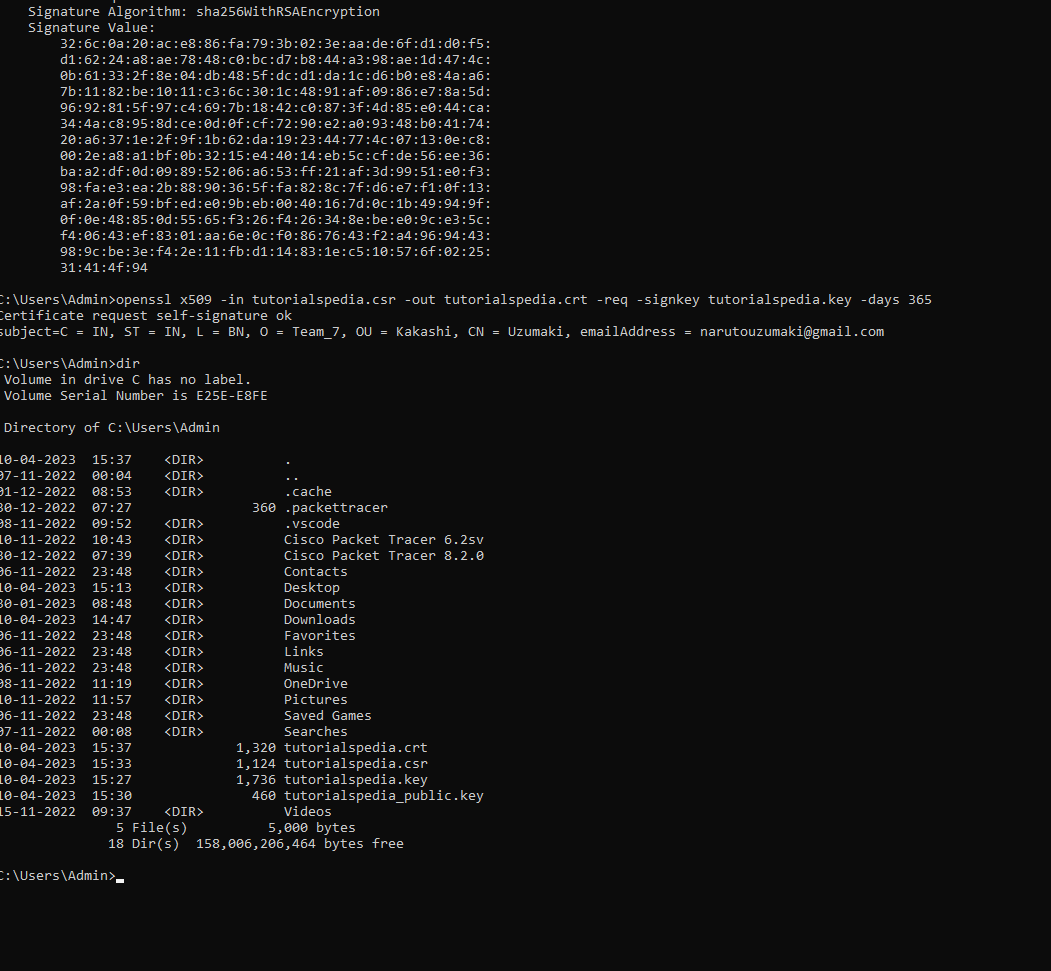 Signature Algorithm: sha256WithRSAEncryption
Signature Value:
32:6c:0a:20:ac:e8:86:fa:79:3b:02:3e:aa:de:6f:d1:d0:f5:
d1:62:24:a8:ae:78:48:c0:bc:d7:b8:44:a3:98:ae:1d:47:4c:
0b:61:33:2f:8e:04:db:48:5f:dc:d1:da:1c:d6:b0:e8:4a:a6:
7b:11:82:be:10:11:c3:6c:30:1c:48:91:af:09:86:e7:8a:5d:
96:92:81:5f:97:c4:69:7b:18:42:c0:87:3f:4d:85:e0:44:ca:
34:4a:c8:95:8d:ce:0d:0f:cf:72:90:e2:a0:93:48:b0:41:74:
20:a6:37:1e:2f:9f:1b:62:da:19:23:44:77:4c:07:13:0e:c8:
00:2e:a8:a1:bf:0b:32:15:e4:40:14:eb:5c:cf:de:56:ee:36:
ba:a2:df:0d:09:89:52:06:a6:53:ff:21:af:3d:99:51:e0:f3:
98:fa:e3:ea:2b:88:90:36:5f:fa:82:8c:7f:d6:e7:f1:0f:13:
af:2a:0f:59:bf:ed:e0:9b:eb:00:40:16:7d:0c:1b:49:94:9f:
0f:0e:48:85:0d:55:65:f3:26:f4:26:34:8e:be:e0:9c:e3:5c:
f4:06:43:ef:83:01:aa:6e:0c:f0:86:76:43:f2:a4:96:94:43:
98:9c:be:3e:f4:2e:11:fb:d1:14:83:1e:c5:10:57:6f:02:25:
31:41:4f:94
C:\Users\Admin>openssl x509 -in tutorialspedia.csr -out tutorialspedia.crt -req -signkey tutorialspedia.key -days 365
Certificate request self-signature ok
subject=C = IN, ST = IN, L = BN, O = Team_7, OU = Kakashi, CN = Uzumaki, emailAddress = narutouzumaki@gmail.com
C:\Users\Admin>dir
Volume in drive C has no label.
Volume Serial Number is E25E-E8FE
Directory of C:\Users\Admin
10-04-2023  15:37    <DIR>          .
07-11-2022  00:04    <DIR>          ..
01-12-2022  08:53    <DIR>          .cache
30-12-2022  07:27               360 .packettracer
08-11-2022  09:52    <DIR>          .vscode
10-11-2022  10:43    <DIR>          Cisco Packet Tracer 6.2sv
30-12-2022  07:39    <DIR>          Cisco Packet Tracer 8.2.0
06-11-2022  23:48    <DIR>          Contacts
10-04-2023  15:13    <DIR>          Desktop
30-01-2023  08:48    <DIR>          Documents
10-04-2023  14:47    <DIR>          Downloads
06-11-2022  23:48    <DIR>          Favorites
06-11-2022  23:48    <DIR>          Links
06-11-2022  23:48    <DIR>          Music
08-11-2022  11:19    <DIR>          OneDrive
10-11-2022  11:57    <DIR>          Pictures
06-11-2022  23:48    <DIR>          Saved Games
07-11-2022  00:08    <DIR>          Searches
10-04-2023  15:37             1,320 tutorialspedia.crt
10-04-2023  15:33             1,124 tutorialspedia.csr
10-04-2023  15:27             1,736 tutorialspedia.key
10-04-2023  15:30               460 tutorialspedia_public.key
15-11-2022  09:37    <DIR>          Videos
5 File(s)          5,000 bytes
18 Dir(s)  158,006,206,464 bytes free
C:\Users\Admin>